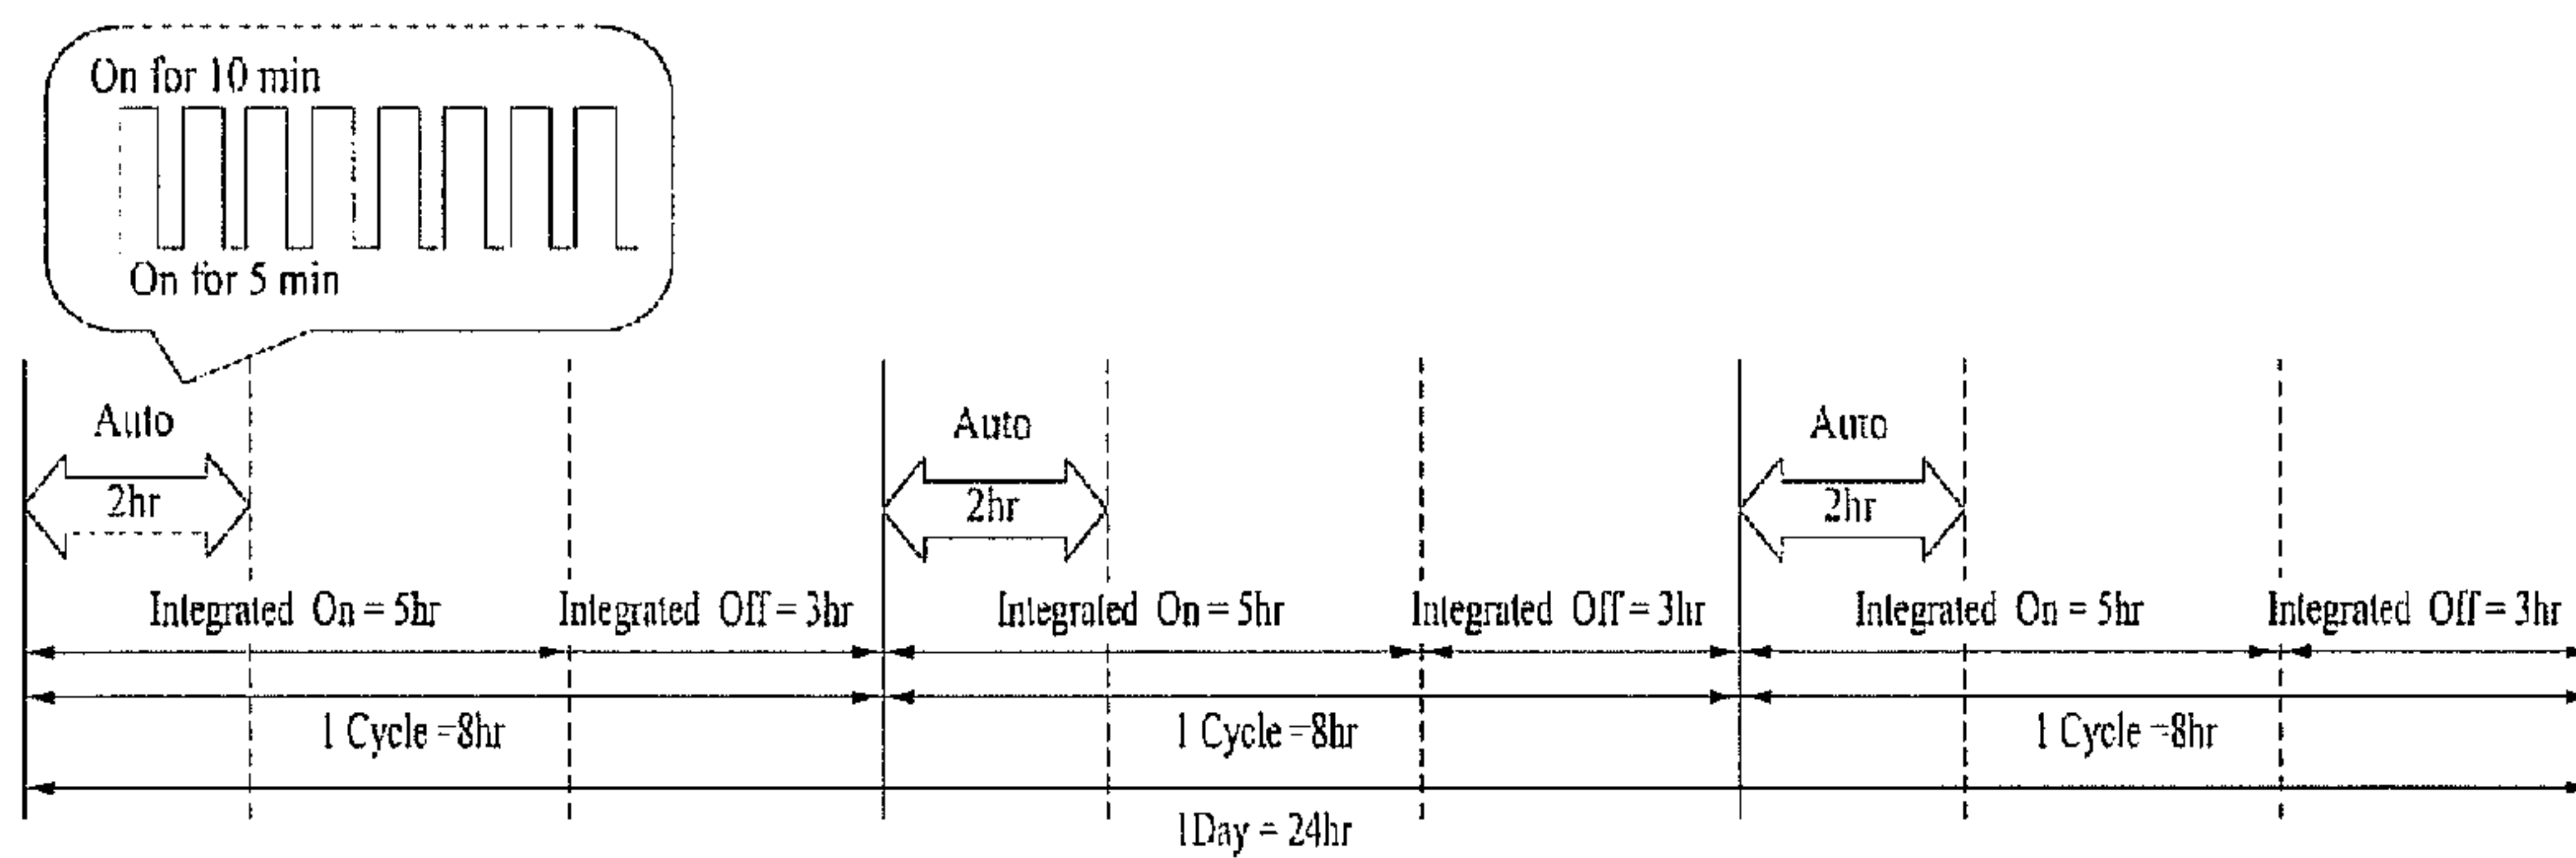 On for 10 min
On for 5 min
Auto
Auto
Auto
2hr
2hr
2hr
Integrated On = 5hr
Integrated Off = 3hr
Integrated On = 5hr
Integrated Off = 3hr
Integrated On = 5hr
Integrated Off = 3hr
1 Cycle =8hr
1 Cycle =8hr
1 Cycle =8hr
1Day = 24hr